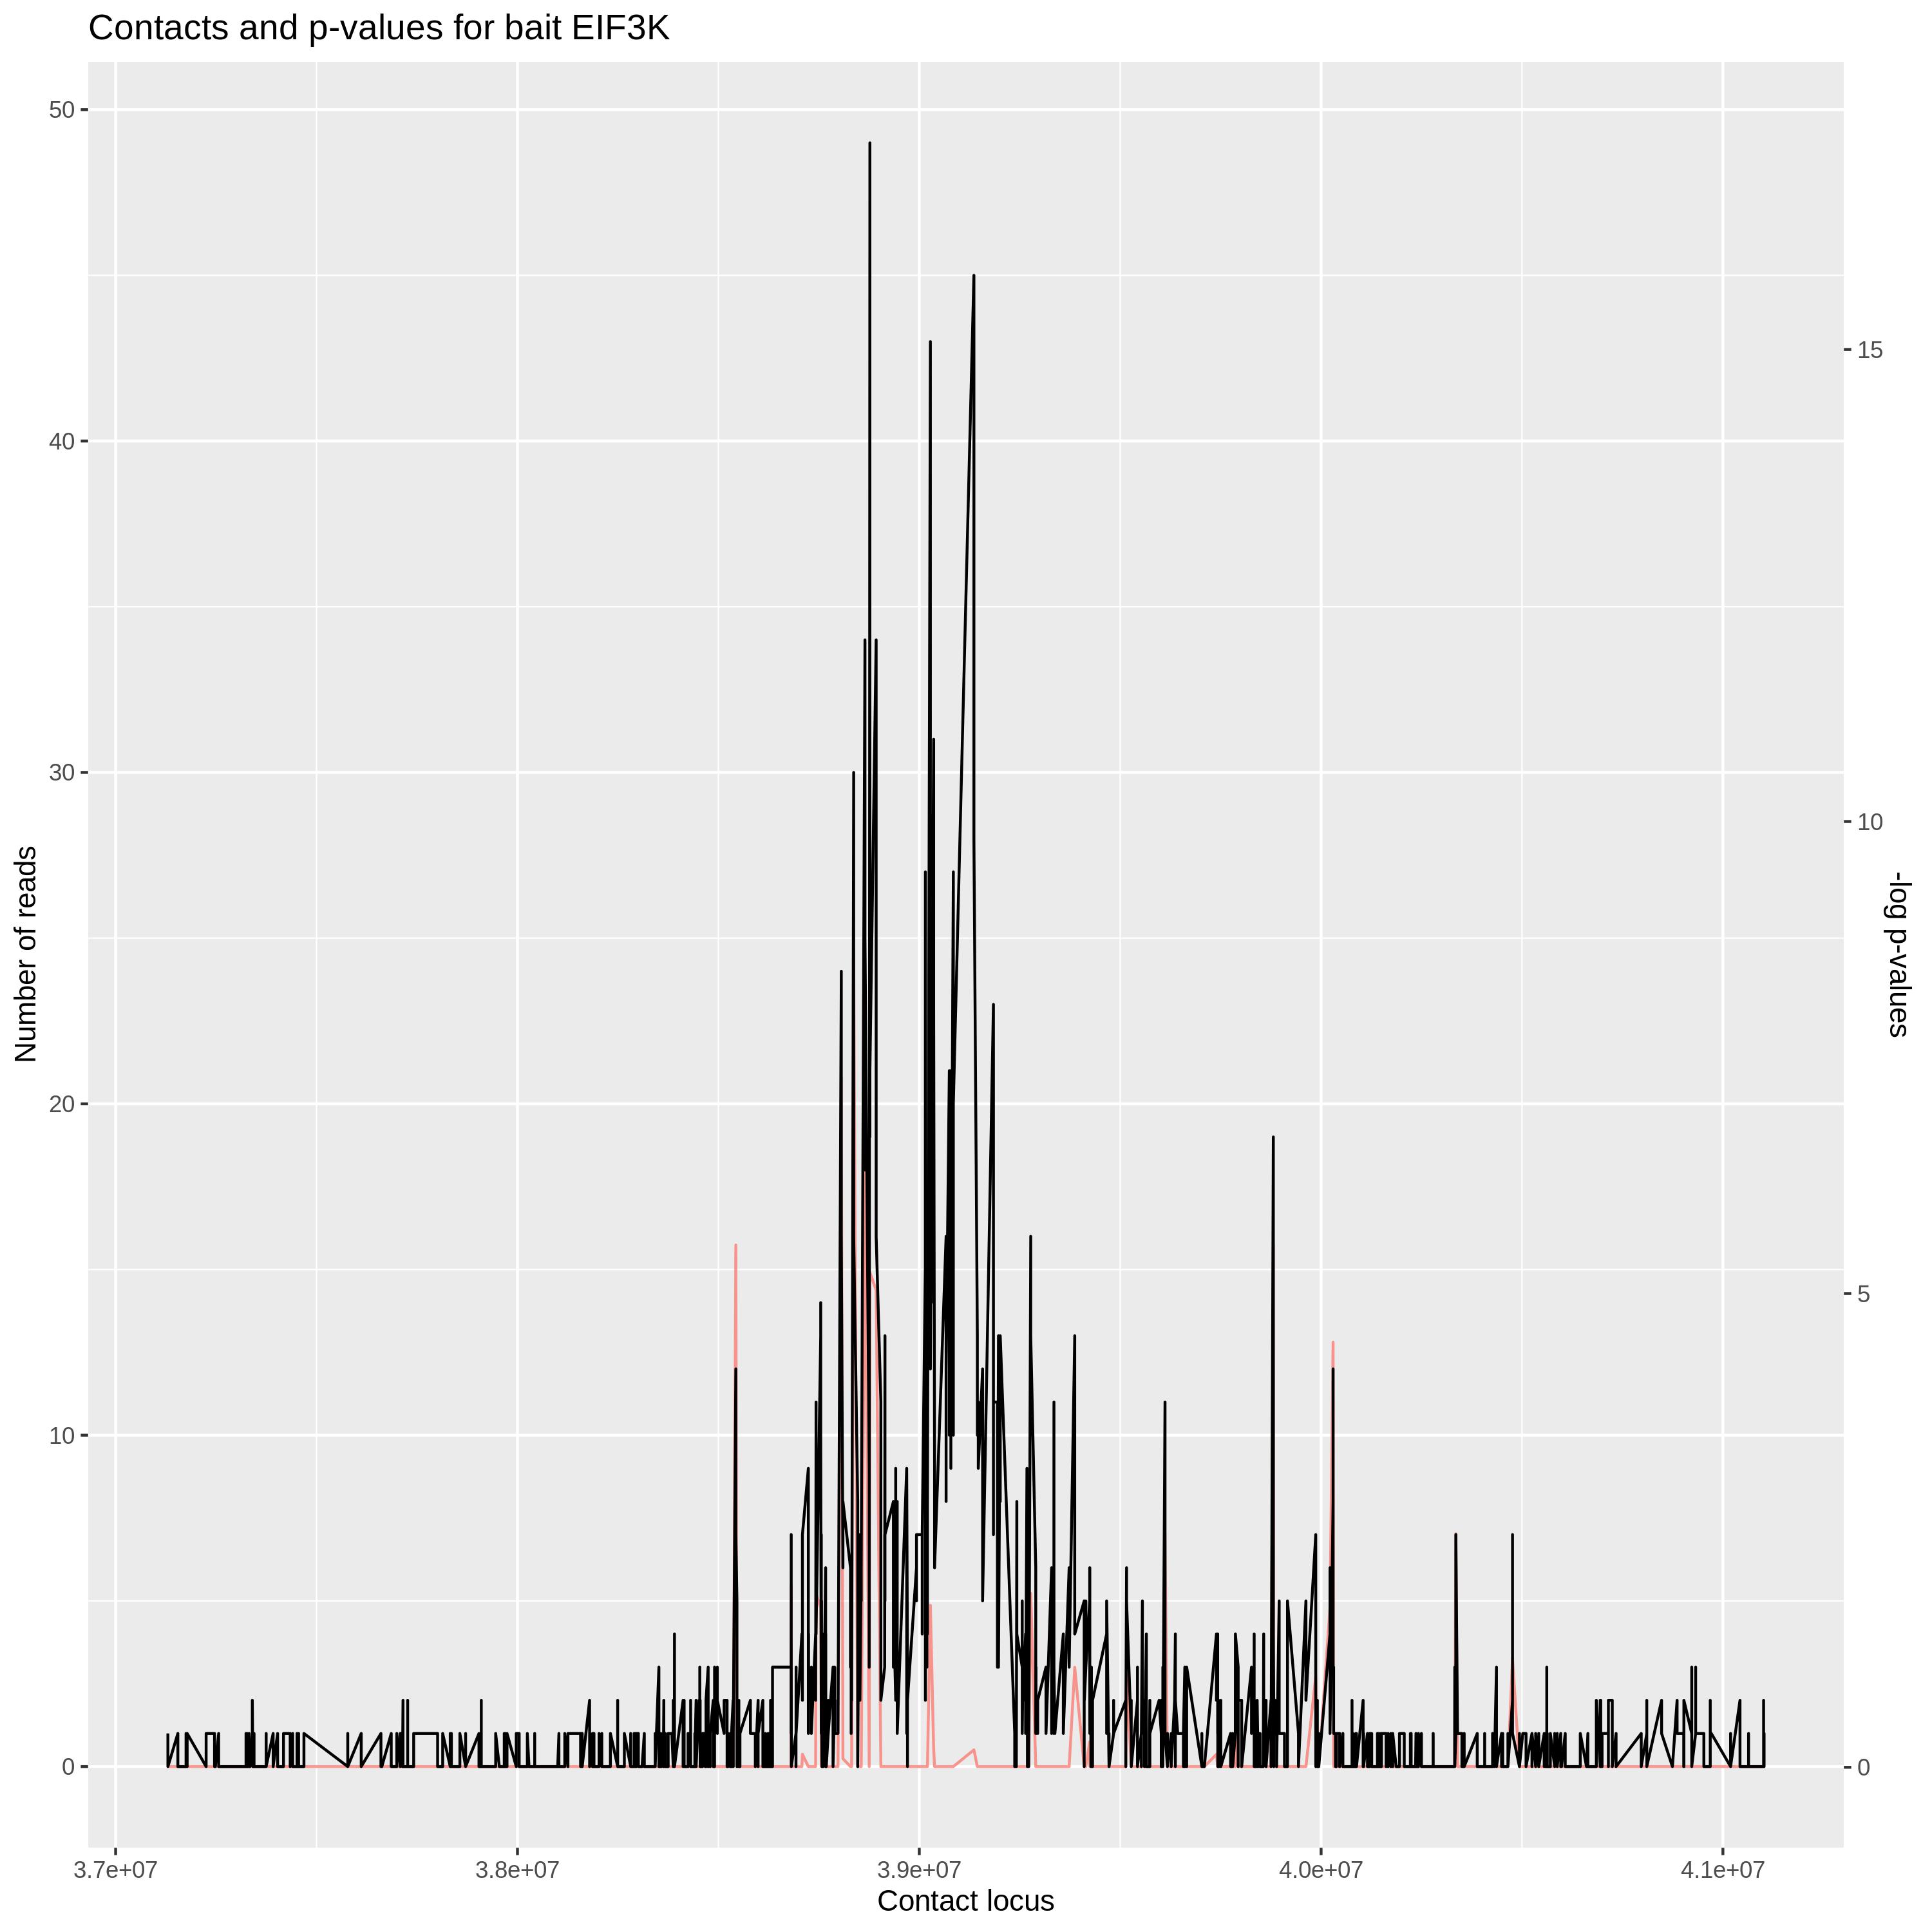 Contacts and p-values for bait EIF3K
50
40
30
20
10
0
Number of reads
15
10
5
0
-log p-values
3.7e+07 3.8e+07 3.9e+07 4.0e+07 4.1e+07
Contact locus